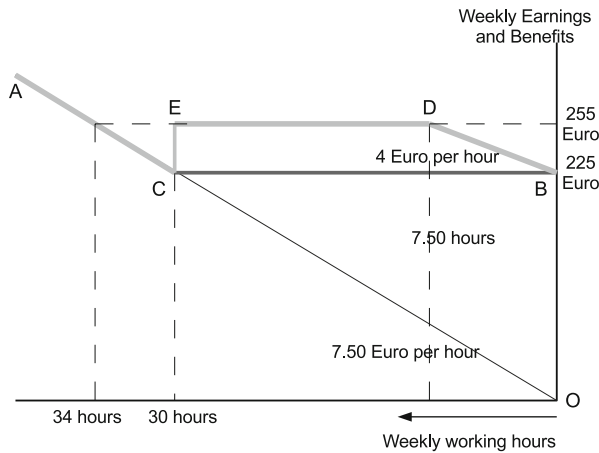 Weekly Earnings
and Benefits
A
E
D
255
Euro
4 Euro per hour
225
Euro
C
B
7.50 hours
7.50 Euro per hour
O
34 hours
30 hours
Weekly working hours